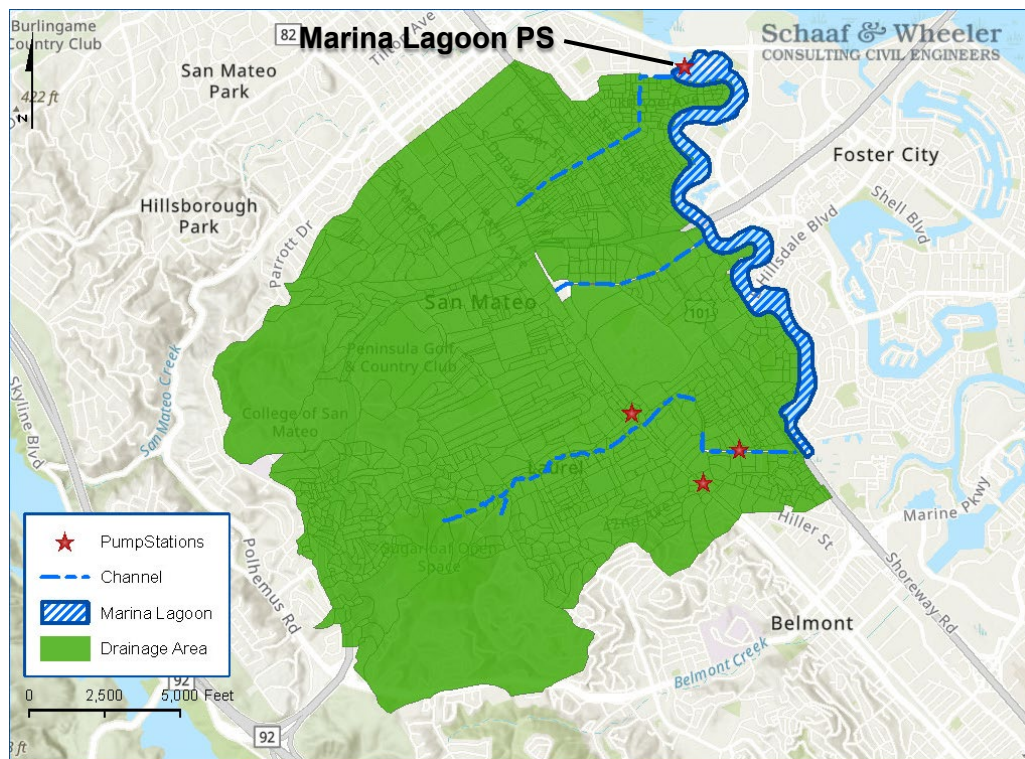 Burlingame
Country Club
82
Tilton Ave
Marina Lagoon PS
Schaaf & Wheeler
CONSULTING CIVIL ENGINEERS
San Mateo
Park
422 ft
z
Foster City
Shell Blvd
Hillsborough
Park
Parrott Dr
Hillsdale Blvd
San Mateo
101
Peninsula Golf
& Country Club
San Mateo Creek
Skyline Blvd
College of San
Mateo
Laurel
Marine Pkwy
Hiller St
Sugarloaf Open
Space
Polhemus Rd
Shoreway Rd
Belmont
Belmont Creek
PumpStations
Channel
Marina Lagoon
Drainage Area
0 2,500 5,000 Feet
92
92
ft